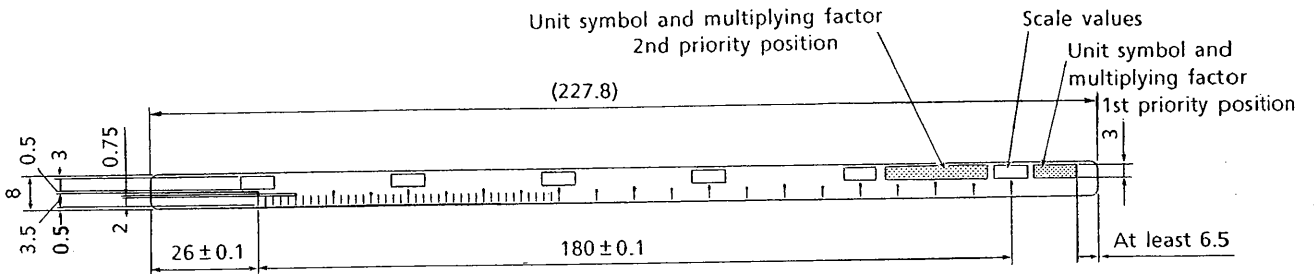 Unit symbol and multiplying factor
2nd priority position
Scale values
Unit symbol and
multiplying factor
1st priority position
(227.8)
3
0.5
3
0.75
8
3.5
0.5
2
26±0.1
180±0.1
At least 6.5